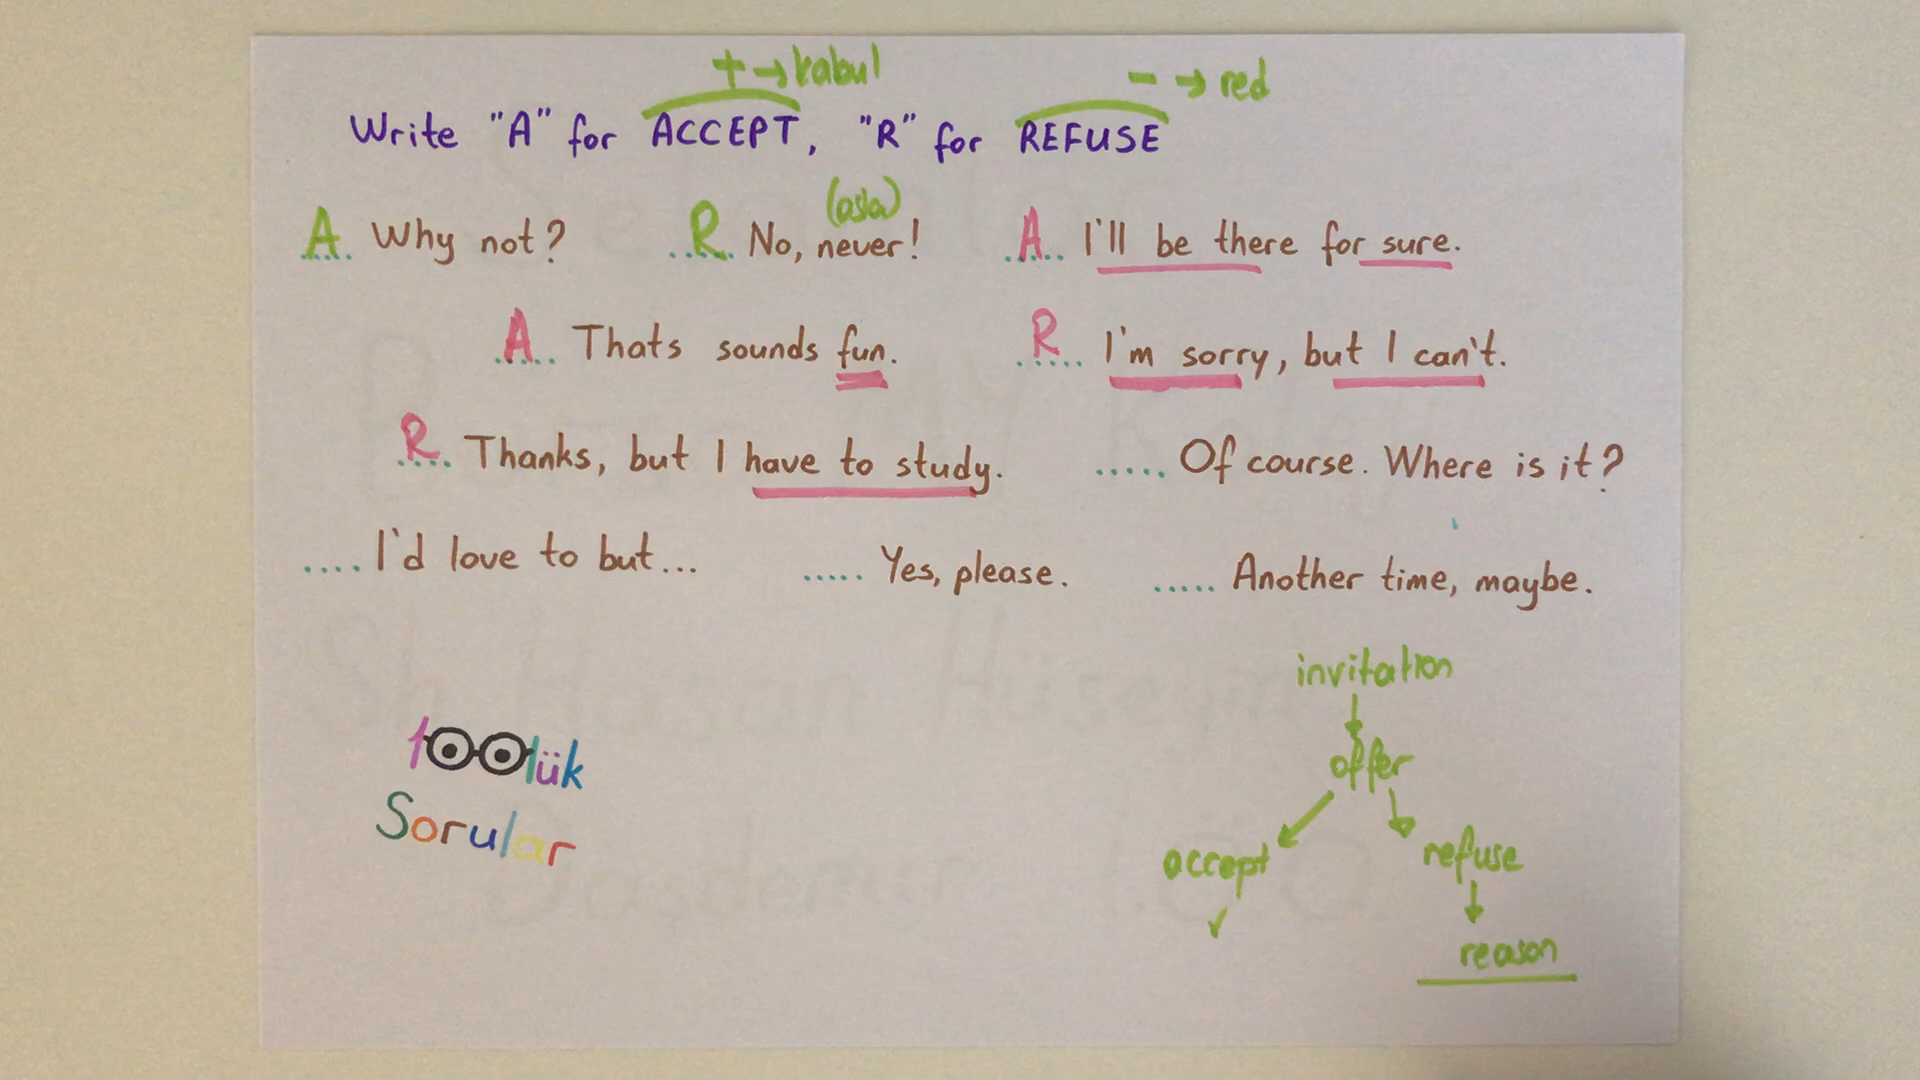 + → kabul - → red
Write "A" for ACCEPT, "R" for REFUSE
(asla)
A Why not? R No, never! A I'll be there for sure.
A Thats sounds fun. R I'm sorry, but I can't.
R Thanks, but I have to study. ..... Of course. Where is it?
.... I'd love to but... ..... Yes, please. ..... Another time, maybe.
invitation
offer
accept refuse
reason
100lük
Sorular